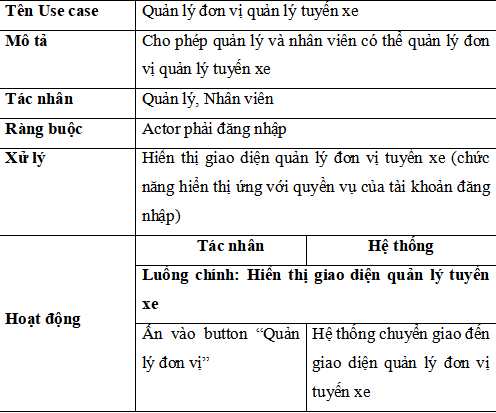 Tên Use case Quản lý đơn vị quản lý tuyến xe
Mô tả Cho phép quản lý và nhân viên có thể quản lý đơn
vị quản lý tuyến xe
Tác nhân Quản lý, Nhân viên
Ràng buộc Actor phải đăng nhập
Xử lý Hiển thị giao diện quản lý đơn vị tuyến xe (chức
năng hiển thị ứng với quyền vụ của tài khoản đăng
nhập)
Hoạt động
Tác nhân Hệ thống
Luồng chính: Hiển thị giao diện quản lý tuyến
xe
Ấn vào button “Quản
lý đơn vị”
Hệ thống chuyển giao đến
giao diện quản lý đơn vị
tuyến xe